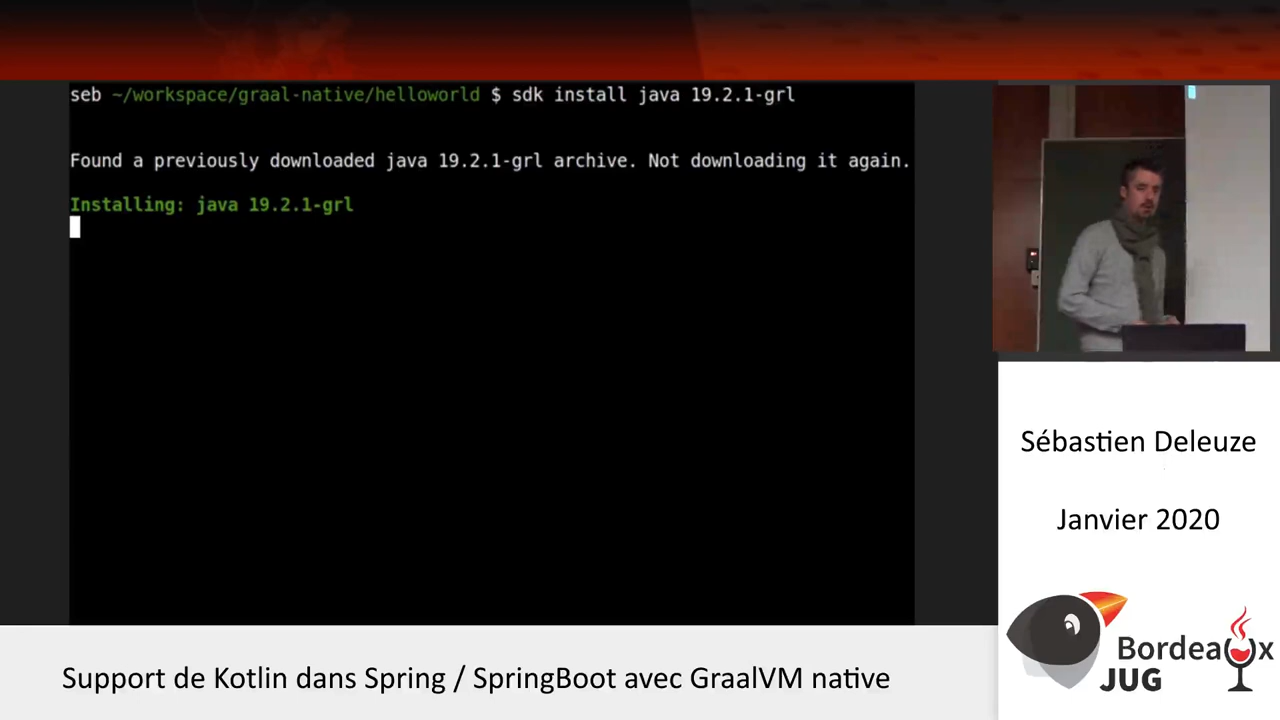 seb ~/workspace/graal-native/helloworld $ sdk install java 19.2.1-grl
Found a previously downloaded java 19.2.1-grl archive. Not downloading it again.
Installing: java 19.2.1-grl
Sébastien Deleuze
Janvier 2020
Bordeaux
JUG
Support de Kotlin dans Spring / SpringBoot avec GraalVM native